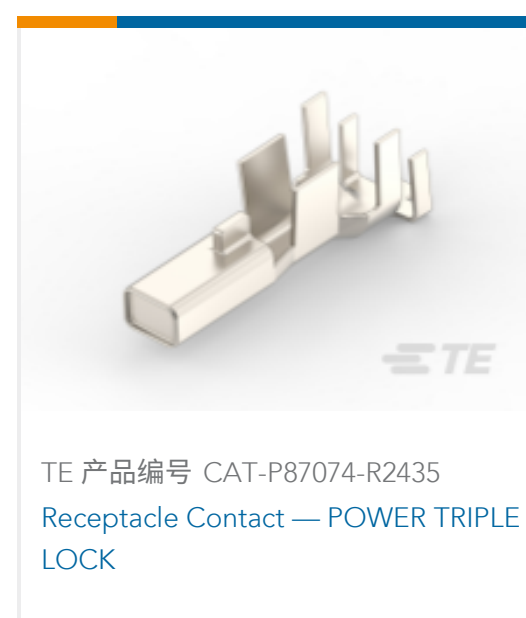 TE
TE 产品编号 CAT-P87074-R2435
Receptacle Contact — POWER TRIPLE
LOCK